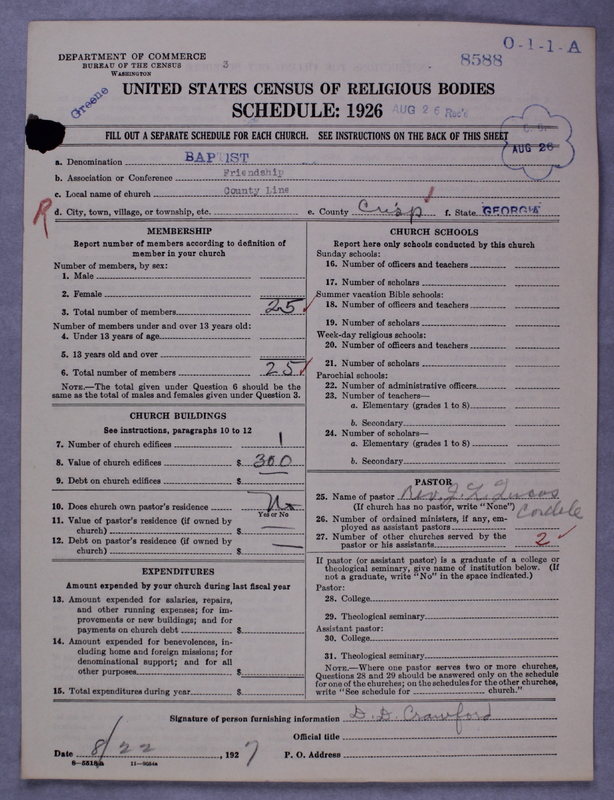 O-1-1-A
8588
DEPARTMENT OF COMMERCE
BUREAU OF THE CENSUS
WASHINGTON
3
Greene
UNITED STATES CENSUS OF RELIGIOUS BODIES
SCHEDULE: 1926
AUG 26 Rec'd
FILL OUT A SEPARATE SCHEDULE FOR EACH CHURCH. SEE INSTRUCTIONS ON THE BACK OF THIS SHEET
AUG 26
a. Denomination BAPTIST
b. Association or Conference Friendship
c. Local name of church County Line
R
d. City, town, village, or township, etc. e. County Crisp f. State GEORGIA
MEMBERSHIP
Report number of members according to definition of
member in your church
Number of members, by sex:
1. Male
2. Female
3. Total number of members 25
Number of members under and over 13 years old:
4. Under 13 years of age
5. 13 years old and over
6. Total number of members 25
NOTE.—The total given under Question 6 should be the
same as the total of males and females given under Question 3.
CHURCH BUILDINGS
See instructions, paragraphs 10 to 12
7. Number of church edifices 1
8. Value of church edifices $ 300
9. Debt on church edifices $
10. Does church own pastor's residence No
Yes or No
11. Value of pastor's residence (if owned by
church) $ —
12. Debt on pastor's residence (if owned by
church) $ —
EXPENDITURES
Amount expended by your church during last fiscal year
13. Amount expended for salaries, repairs,
and other running expenses; for im-
provements or new buildings; and for
payments on church debt $
14. Amount expended for benevolences, in-
cluding home and foreign missions; for
denominational support; and for all
other purposes $
15. Total expenditures during year $
CHURCH SCHOOLS
Report here only schools conducted by this church
Sunday schools:
16. Number of officers and teachers
17. Number of scholars
Summer vacation Bible schools:
18. Number of officers and teachers
19. Number of scholars
Week-day religious schools:
20. Number of officers and teachers
21. Number of scholars
Parochial schools:
22. Number of administrative officers
23. Number of teachers—
a. Elementary (grades 1 to 8)
b. Secondary
24. Number of scholars—
a. Elementary (grades 1 to 8)
b. Secondary
PASTOR
25. Name of pastor Rev. J. L. Lucas
(If church has no pastor, write "None") Cordele
26. Number of ordained ministers, if any, em-
ployed as assistant pastors
27. Number of other churches served by the
pastor or his assistants 2
If pastor (or assistant pastor) is a graduate of a college or
theological seminary, give name of institution below. (If
not a graduate, write "No" in the space indicated.)
Pastor:
28. College
29. Theological seminary
Assistant pastor:
30. College
31. Theological seminary
NOTE.—Where one pastor serves two or more churches,
Questions 28 and 29 should be answered only on the schedule
for one of the churches; on the schedules for the other churches,
write "See schedule for church."
Signature of person furnishing information D. D. Crawford
Official title
Date 8/22, 1927 P. O. Address
8—5518a 11—9064a